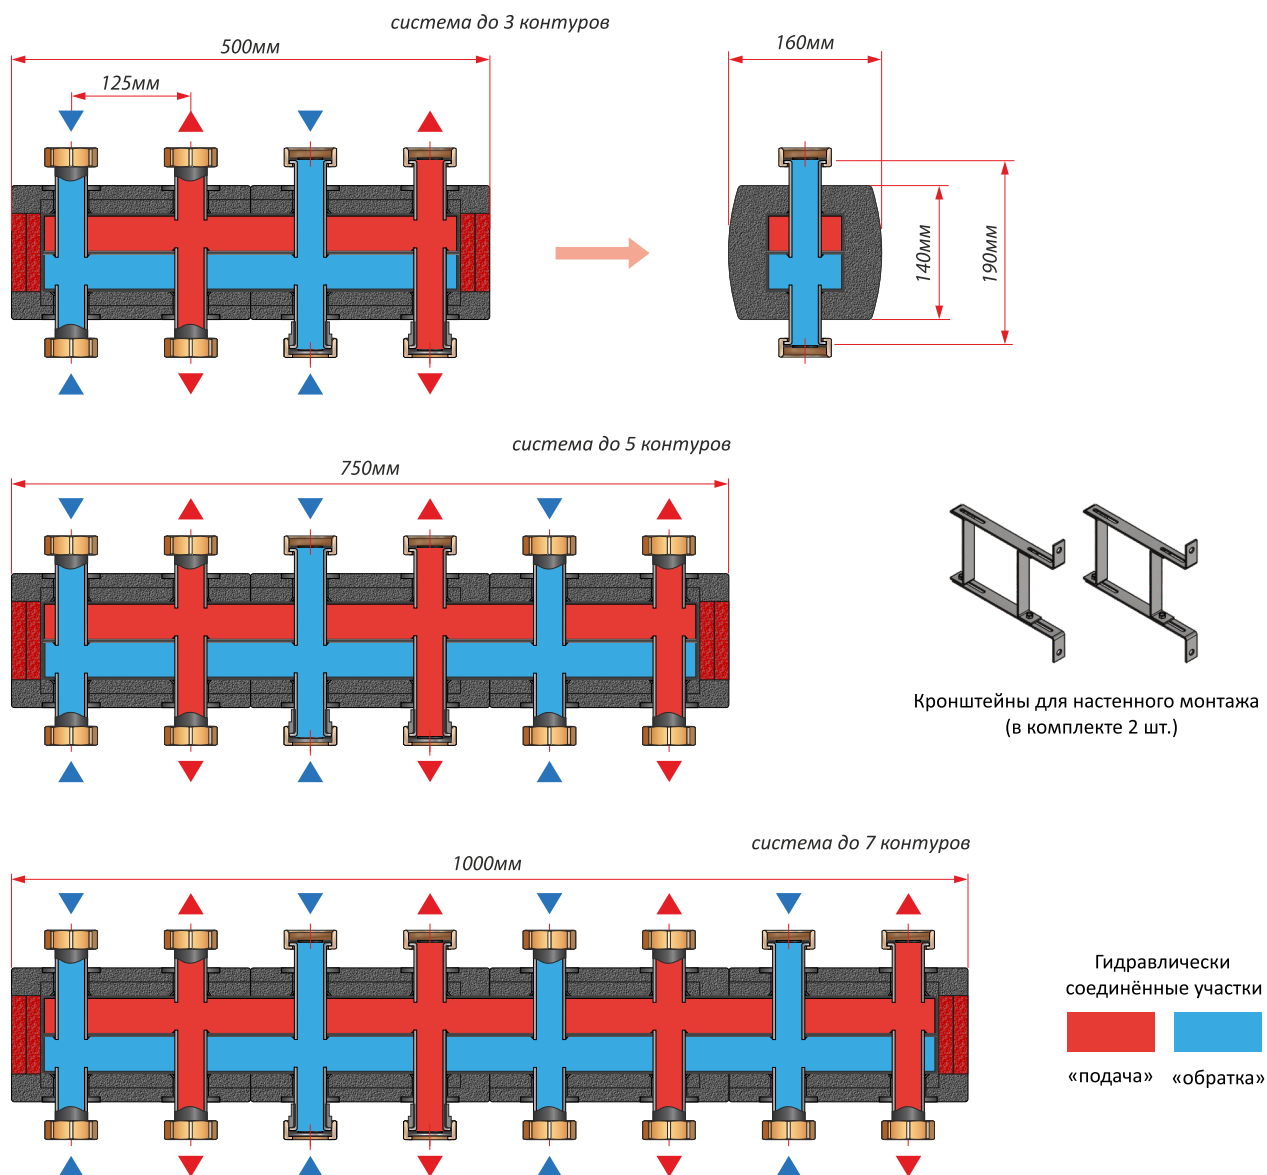 система до 3 контуров
500мм
160мм
125мм
140мм
190мм
система до 5 контуров
750мм
Кронштейны для настенного монтажа
(в комплекте 2 шт.)
система до 7 контуров
1000мм
Гидравлически
соединённые участки
«подача» «обратка»